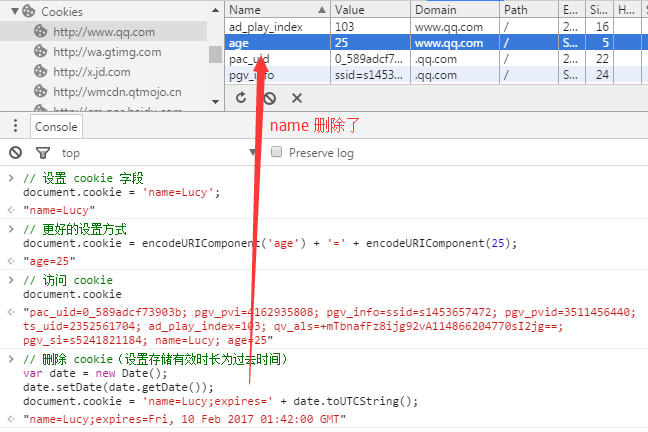 Cookies
http://www.qq.com
http://wa.gtimg.com
http://x.jd.com
http://wmcdn.qtmojo.cn
Name ▲ Value Domain Path E... Si... H... S
ad_play_index 103 www.qq.com / 2... 16
age 25 www.qq.com / S... 5
pac_uid 0_589adcf7... .qq.com / 2... 22
pgv_info ssid=s1453... .qq.com / S... 24
name 删除了
Console
top ▼ Preserve log
// 设置 cookie 字段
document.cookie = 'name=Lucy';
"name=Lucy"
// 更好的设置方式
document.cookie = encodeURIComponent('age') + '=' + encodeURIComponent(25);
"age=25"
// 访问 cookie
document.cookie
"pac_uid=0_589adcf73903b; pgv_pvi=4162935808; pgv_info=ssid=s1453657472; pgv_pvid=3511456440;
ts_uid=2352561704; ad_play_index=103; qv_als=+mTbnafFz8ijg92vA114866204770sI2jg==;
pgv_si=s5241821184; name=Lucy; age=25"
// 删除 cookie（设置存储有效时长为过去时间）
var date = new Date();
date.setDate(date.getDate());
document.cookie = 'name=Lucy;expires=' + date.toUTCString();
"name=Lucy;expires=Fri, 10 Feb 2017 01:42:00 GMT"